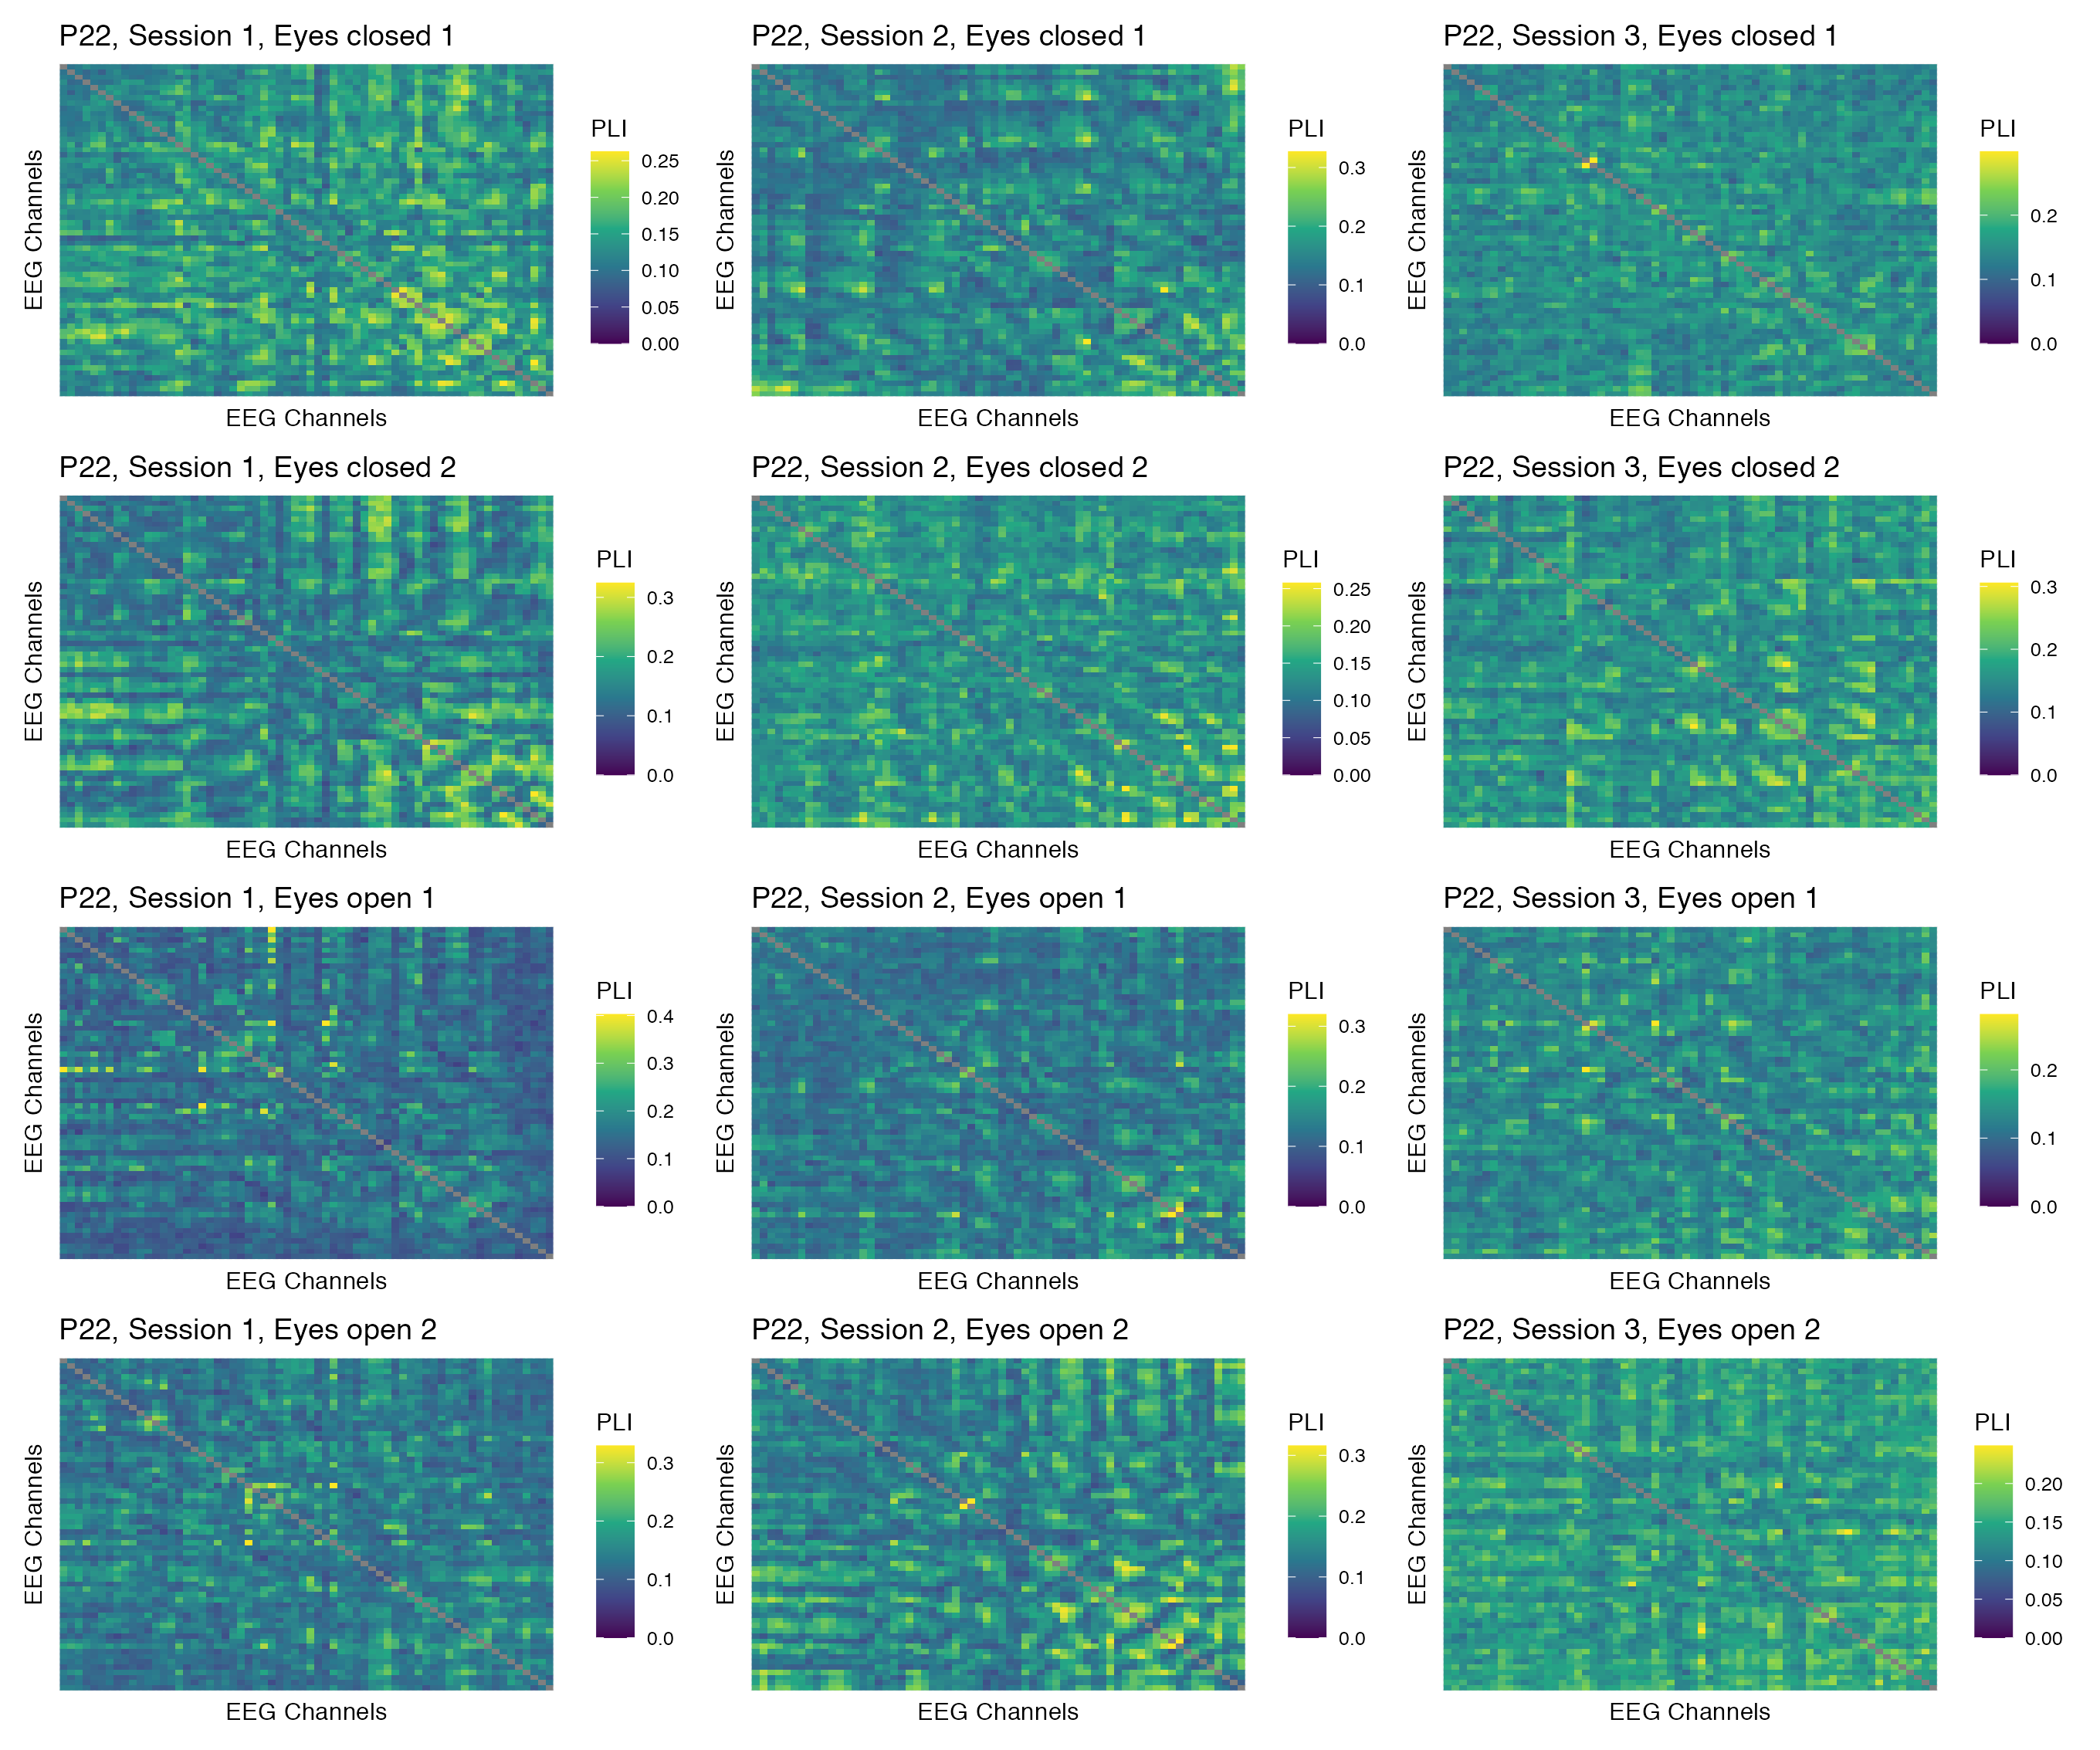 P22, Session 1, Eyes closed 1
EEG Channels
EEG Channels
PLI
0.25
0.20
0.15
0.10
0.05
0.00
P22, Session 2, Eyes closed 1
EEG Channels
EEG Channels
PLI
0.3
0.2
0.1
0.0
P22, Session 3, Eyes closed 1
EEG Channels
EEG Channels
PLI
0.2
0.1
0.0
P22, Session 1, Eyes closed 2
EEG Channels
EEG Channels
PLI
0.3
0.2
0.1
0.0
P22, Session 2, Eyes closed 2
EEG Channels
EEG Channels
PLI
0.25
0.20
0.15
0.10
0.05
0.00
P22, Session 3, Eyes closed 2
EEG Channels
EEG Channels
PLI
0.3
0.2
0.1
0.0
P22, Session 1, Eyes open 1
EEG Channels
EEG Channels
PLI
0.4
0.3
0.2
0.1
0.0
P22, Session 2, Eyes open 1
EEG Channels
EEG Channels
PLI
0.3
0.2
0.1
0.0
P22, Session 3, Eyes open 1
EEG Channels
EEG Channels
PLI
0.2
0.1
0.0
P22, Session 1, Eyes open 2
EEG Channels
EEG Channels
PLI
0.3
0.2
0.1
0.0
P22, Session 2, Eyes open 2
EEG Channels
EEG Channels
PLI
0.3
0.2
0.1
0.0
P22, Session 3, Eyes open 2
EEG Channels
EEG Channels
PLI
0.20
0.15
0.10
0.05
0.00